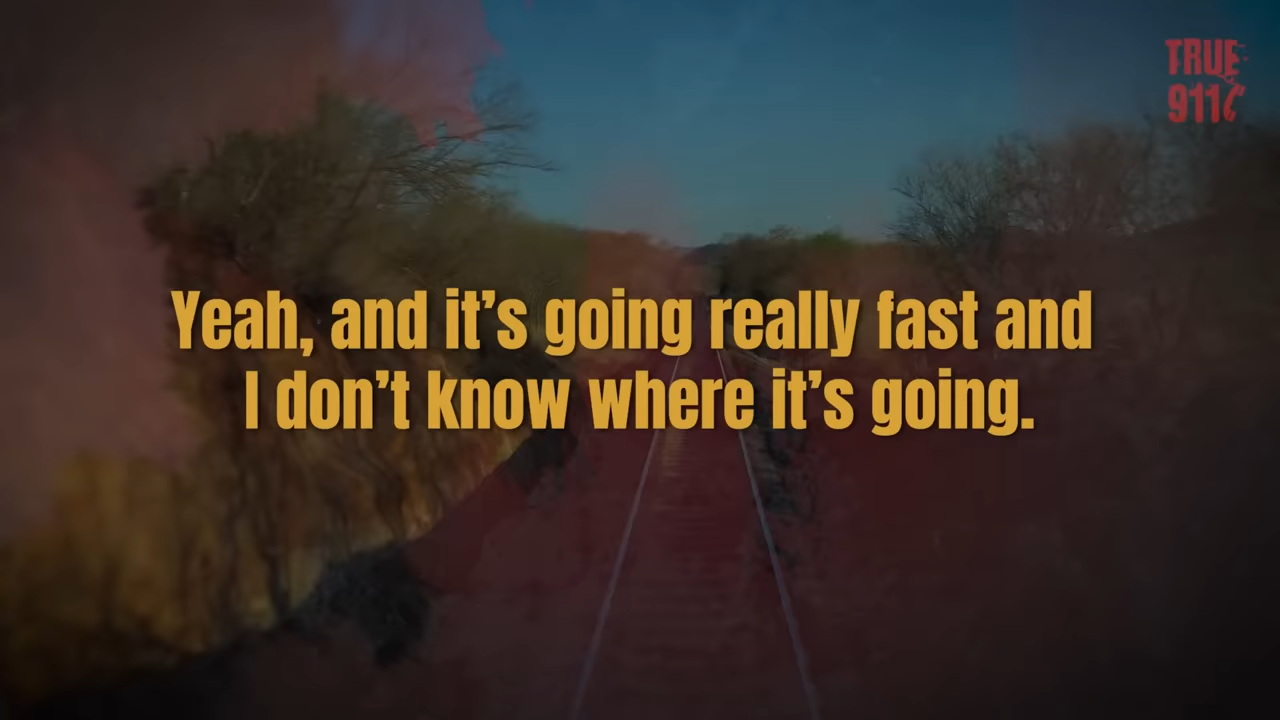 TRUE
911
Yeah, and it’s going really fast and
I don’t know where it’s going.